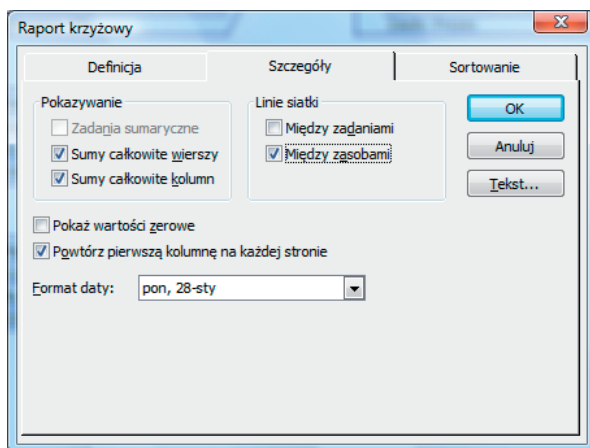 Raport krzyżowy
Definicja
Szczegóły
Sortowanie
Pokazywanie
Zadania sumaryczne
Sumy całkowite wierszy
Sumy całkowite kolumn
Linie siatki
Między zadaniami
Między zasobami
OK
Anuluj
Tekst...
Pokaż wartości zerowe
Powtórz pierwszą kolumnę na każdej stronie
Format daty: pon, 28-sty